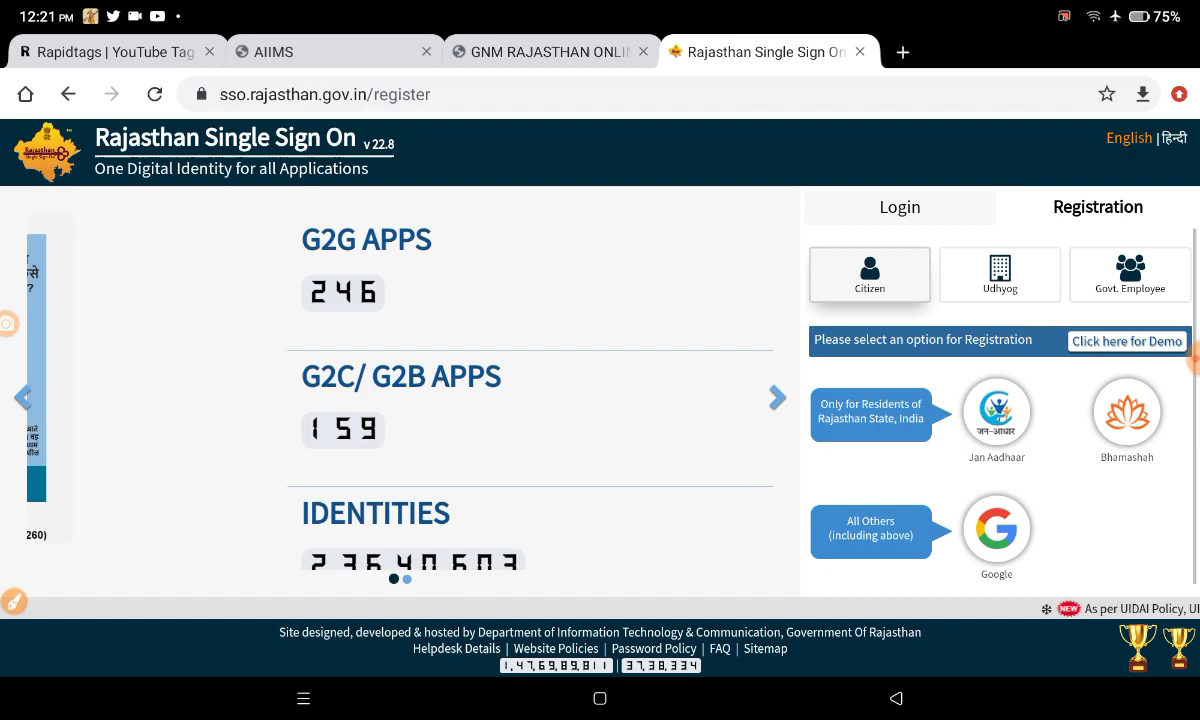 12:21 PM
75%
R Rapidtags | YouTube Tag
AIIMS
GNM RAJASTHAN ONLI
Rajasthan Single Sign On
sso.rajasthan.gov.in/register
Rajasthan Single Sign On v 22.8
One Digital Identity for all Applications
English | हिन्दी
Login
Registration
G2G APPS
246
G2C/ G2B APPS
159
IDENTITIES
23640603
260)
Citizen
Udhyog
Govt. Employee
Please select an option for Registration
Click here for Demo
Only for Residents of
Rajasthan State, India
जन-आधार
Jan Aadhaar
Bhamashah
All Others
(including above)
Google
NEW As per UIDAI Policy, UI
Site designed, developed & hosted by Department of Information Technology & Communication, Government Of Rajasthan
Helpdesk Details | Website Policies | Password Policy | FAQ | Sitemap
1,47,69,89,811 | 37,38,334